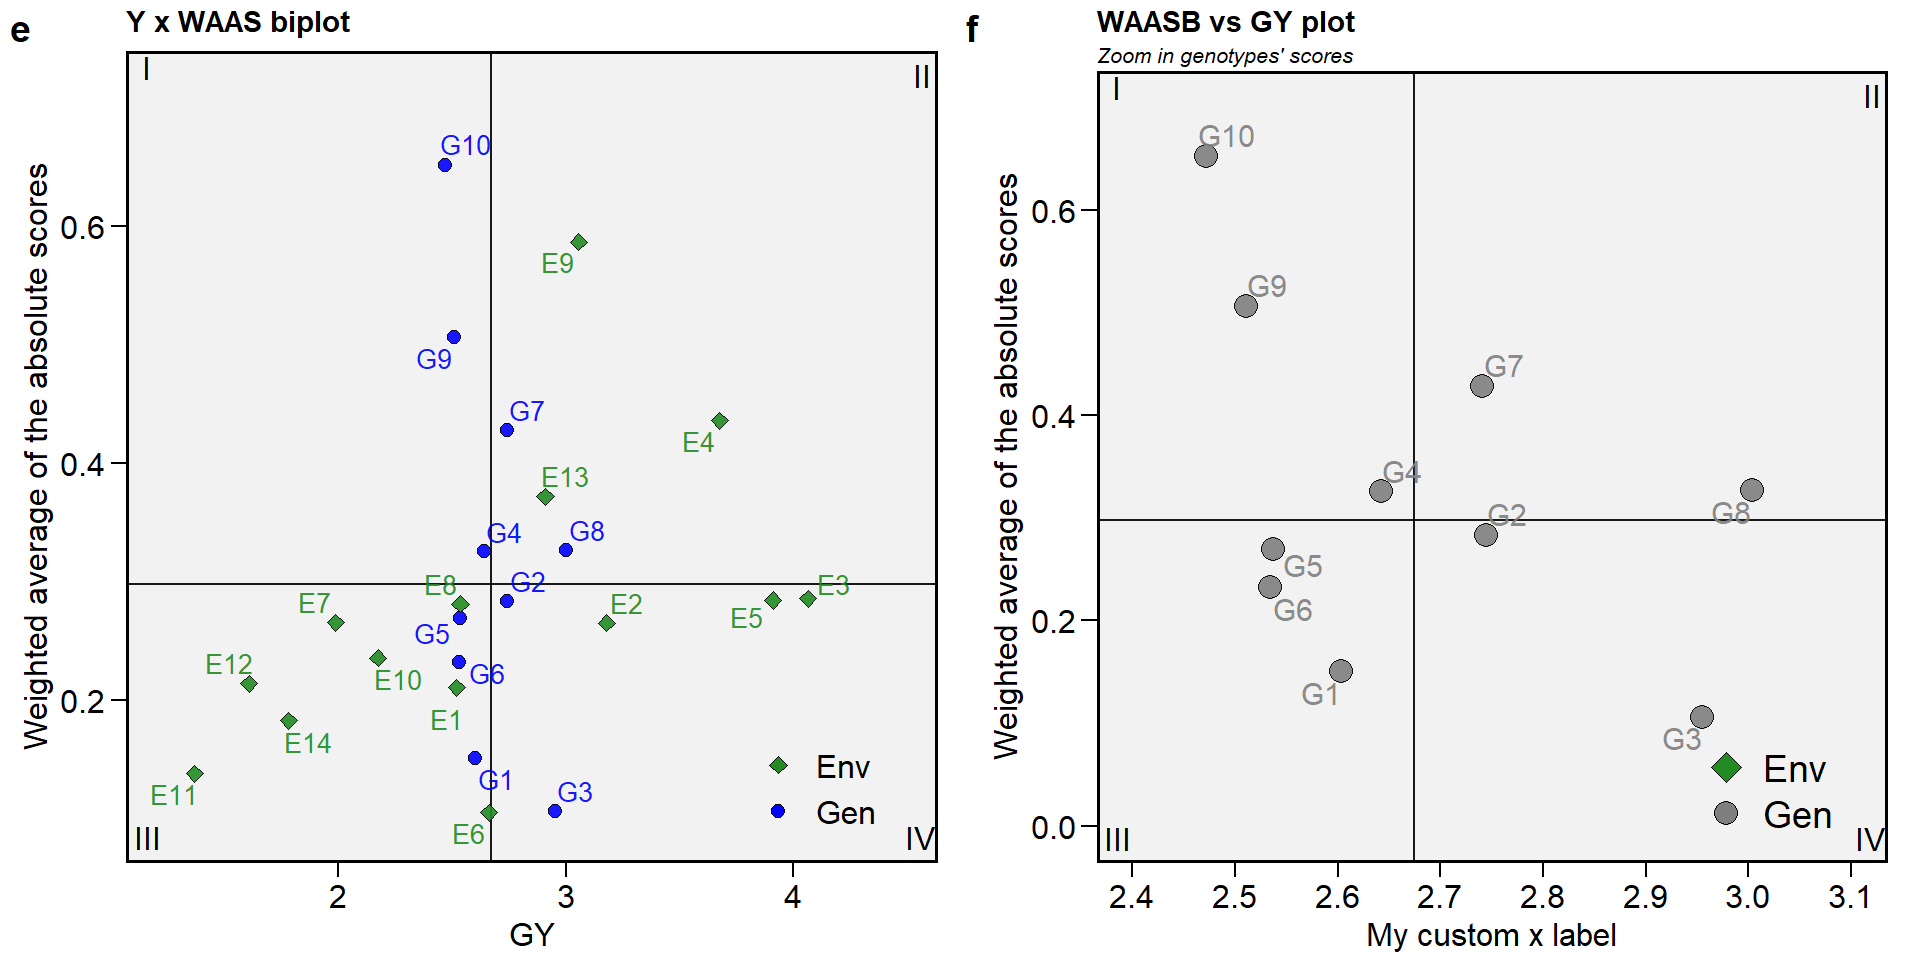 e
Y x WAAS biplot
I
II
G10
E9
G9
G7
E4
E13
G4
G8
E8
G2
E7
E2
E3
E5
G5
E12
E10
G6
E1
E14
G1
E11
G3
E6
Env
Gen
III
IV
0.6
0.4
0.2
2
3
4
GY
Weighted average of the absolute scores
f
WAASB vs GY plot
Zoom in genotypes' scores
I
II
G10
G9
G7
G4
G8
G2
G5
G6
G1
G3
Env
Gen
III
IV
0.6
0.4
0.2
0.0
2.4
2.5
2.6
2.7
2.8
2.9
3.0
3.1
My custom x label
Weighted average of the absolute scores